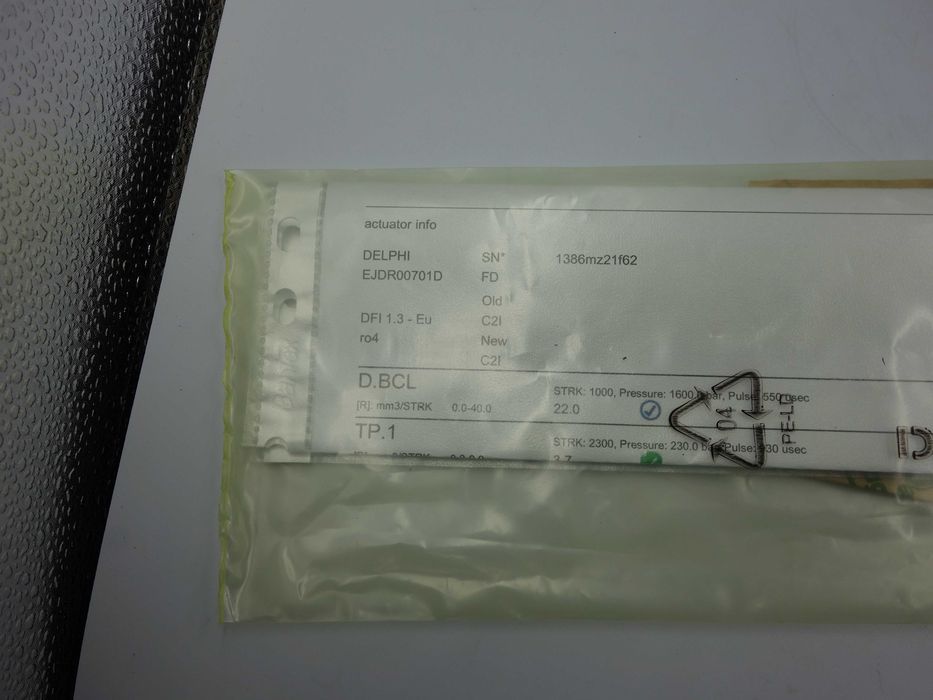 actuator info
DELPHI SN* 1386mz21f62
EJDR00701D FD
Old
DFI 1.3 - Eu C2I
ro4 New
C2I
D.BCL STRK: 1000, Pressure: 1600.0 bar, Pulse: 550 usec
[R]: mm3/STRK 0.0-40.0 22.0
TP.1 STRK: 2300, Pressure: 230.0 bar, Pulse: 930 usec
3.7
04
PE-LD